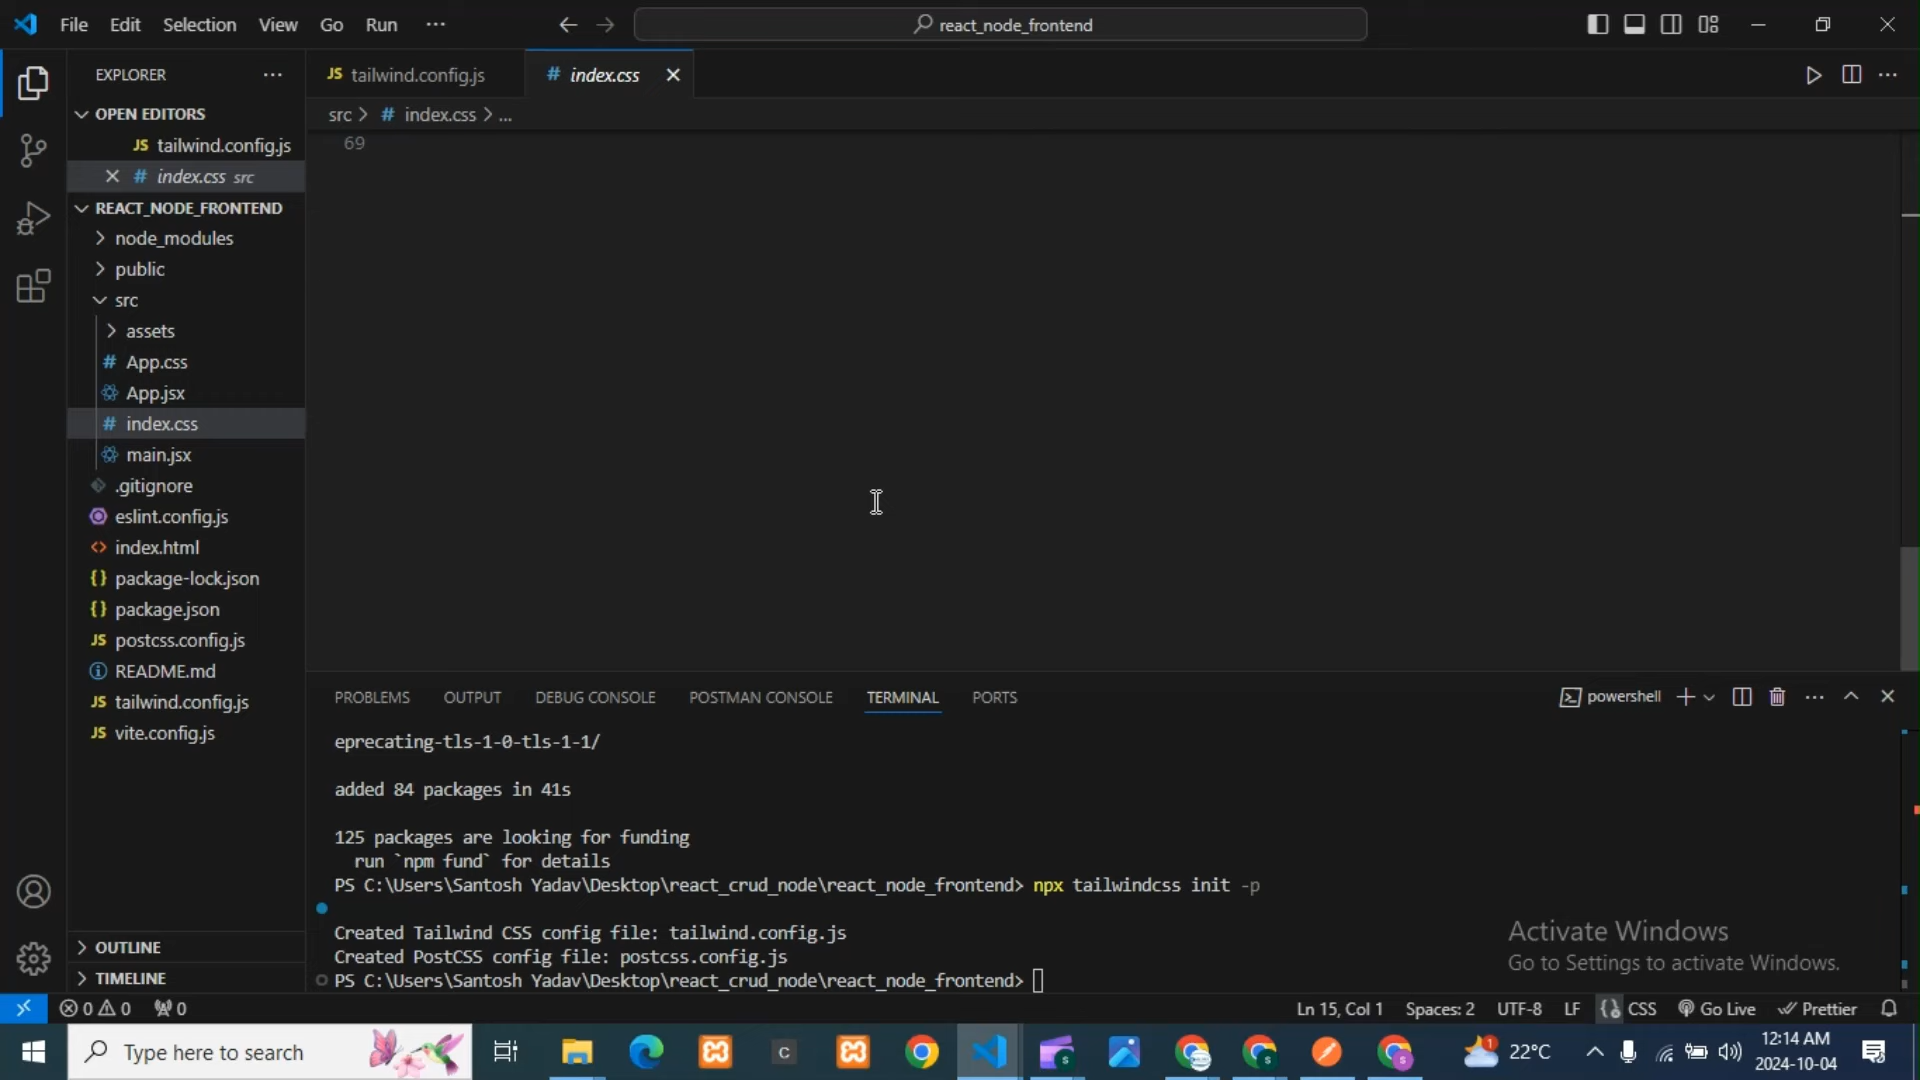 File Edit Selection View Go Run ···
react_node_frontend
EXPLORER
JS tailwind.config.js
# index.css
OPEN EDITORS
src > # index.css > ...
JS tailwind.config.js
69
# index.css src
REACT_NODE_FRONTEND
node_modules
public
src
assets
# App.css
App.jsx
# index.css
main.jsx
.gitignore
eslint.config.js
<> index.html
{} package-lock.json
{} package.json
JS postcss.config.js
README.md
JS tailwind.config.js
JS vite.config.js
OUTLINE
TIMELINE
PROBLEMS OUTPUT DEBUG CONSOLE POSTMAN CONSOLE TERMINAL PORTS
powershell
eprecating-tls-1-0-tls-1-1/
added 84 packages in 41s
125 packages are looking for funding
run `npm fund` for details
PS C:\Users\Santosh Yadav\Desktop\react_crud_node\react_node_frontend> npx tailwindcss init -p
Created Tailwind CSS config file: tailwind.config.js
Created PostCSS config file: postcss.config.js
PS C:\Users\Santosh Yadav\Desktop\react_crud_node\react_node_frontend>
Activate Windows
Go to Settings to activate Windows.
0 0 0 Ln 15, Col 1 Spaces: 2 UTF-8 LF {} CSS Go Live Prettier
Type here to search
C
1
22°C
12:14 AM
2024-10-04